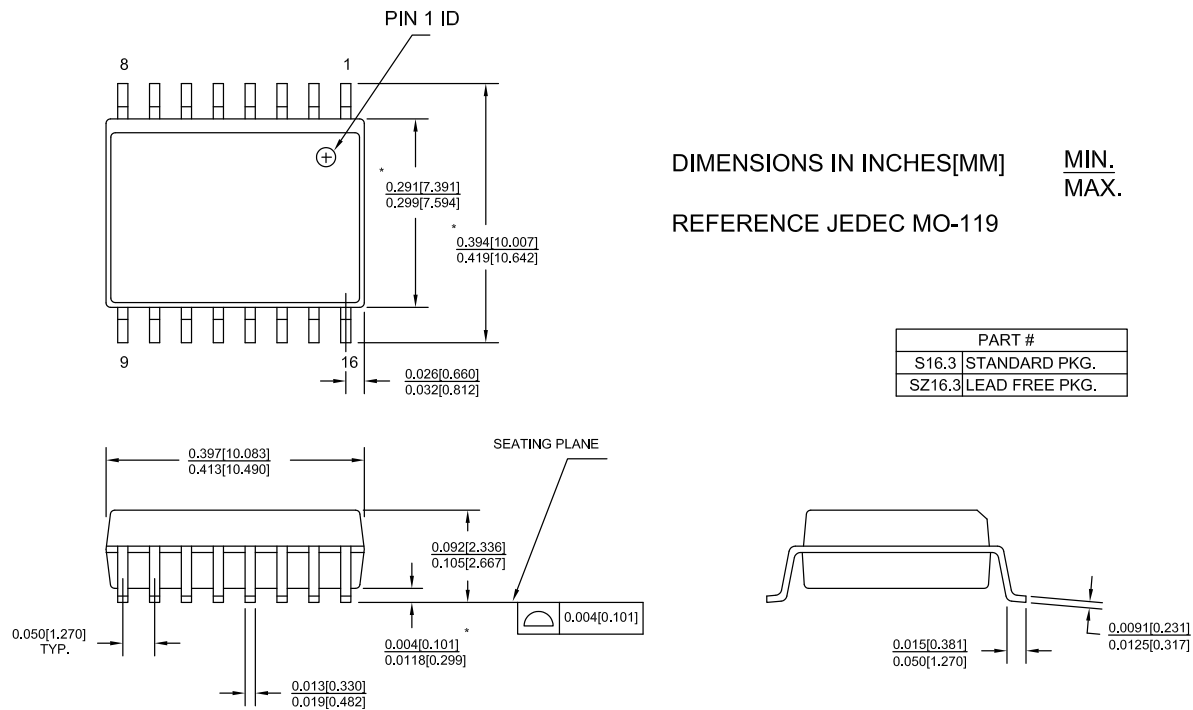 PIN 1 ID
8
1
*
0.291[7.391]
0.299[7.594]
*
0.394[10.007]
0.419[10.642]
9
16
0.026[0.660]
0.032[0.812]
DIMENSIONS IN INCHES[MM]
MIN.
MAX.
REFERENCE JEDEC MO-119
PART #
S16.3 STANDARD PKG.
SZ16.3 LEAD FREE PKG.
SEATING PLANE
0.397[10.083]
0.413[10.490]
0.092[2.336]
0.105[2.667]
0.004[0.101]
0.050[1.270]
TYP.
*
0.004[0.101]
0.0118[0.299]
0.013[0.330]
0.019[0.482]
0.015[0.381]
0.050[1.270]
0.0091[0.231]
0.0125[0.317]